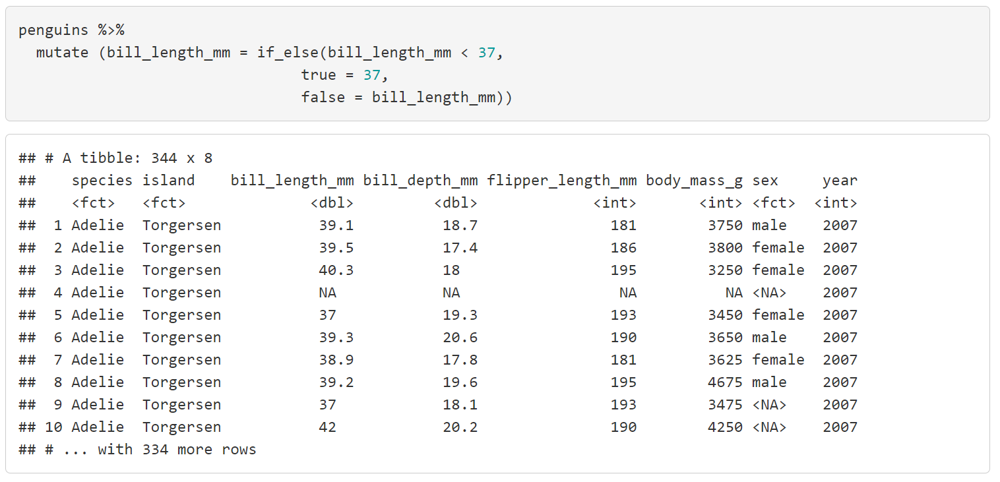 penguins %>%
  mutate (bill_length_mm = if_else(bill_length_mm < 37,
                                true = 37,
                                false = bill_length_mm))
## # A tibble: 344 x 8
##    species island    bill_length_mm bill_depth_mm flipper_length_mm body_mass_g sex     year
##    <fct>   <fct>              <dbl>         <dbl>             <int>       <int> <fct>  <int>
##  1 Adelie  Torgersen           39.1          18.7               181        3750 male    2007
##  2 Adelie  Torgersen           39.5          17.4               186        3800 female  2007
##  3 Adelie  Torgersen           40.3          18                 195        3250 female  2007
##  4 Adelie  Torgersen           NA            NA                  NA          NA <NA>    2007
##  5 Adelie  Torgersen           37            19.3               193        3450 female  2007
##  6 Adelie  Torgersen           39.3          20.6               190        3650 male    2007
##  7 Adelie  Torgersen           38.9          17.8               181        3625 female  2007
##  8 Adelie  Torgersen           39.2          19.6               195        4675 male    2007
##  9 Adelie  Torgersen           37            18.1               193        3475 <NA>    2007
## 10 Adelie  Torgersen           42            20.2               190        4250 <NA>    2007
## # ... with 334 more rows